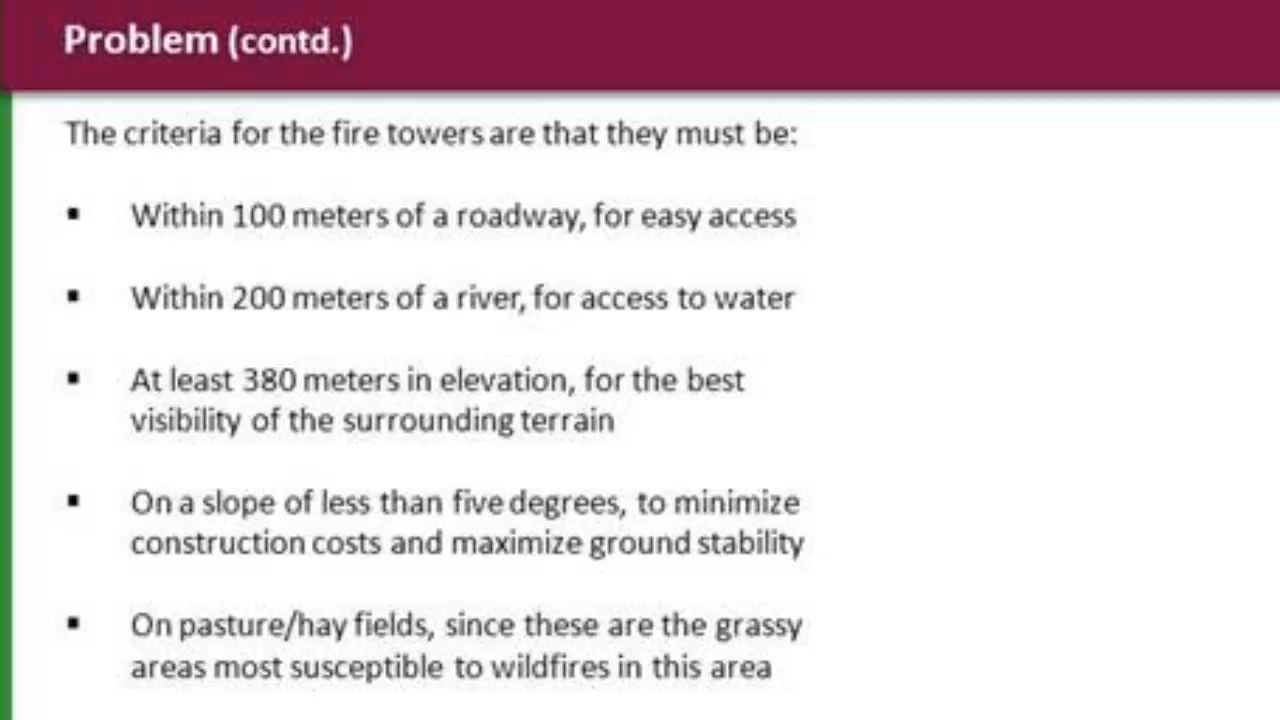 Problem (contd.)
The criteria for the fire towers are that they must be:
▪ Within 100 meters of a roadway, for easy access
▪ Within 200 meters of a river, for access to water
▪ At least 380 meters in elevation, for the best
visibility of the surrounding terrain
▪ On a slope of less than five degrees, to minimize
construction costs and maximize ground stability
▪ On pasture/hay fields, since these are the grassy
areas most susceptible to wildfires in this area